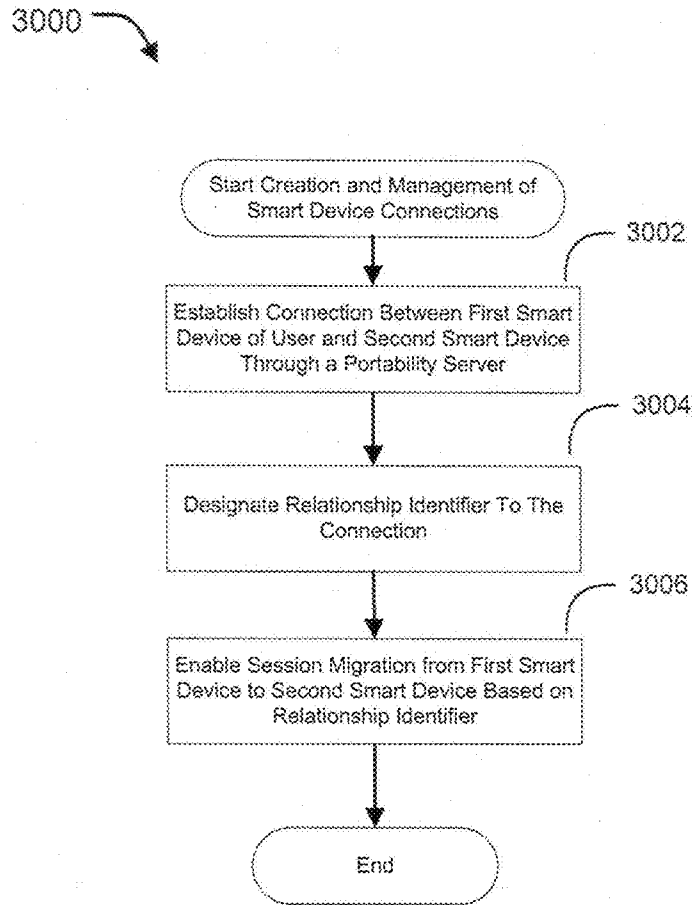 3000
Start Creation and Management of
Smart Device Connections
3002
Establish Connection Between First Smart
Device of User and Second Smart Device
Through a Portability Server
3004
Designate Relationship Identifier To The
Connection
3006
Enable Session Migration from First Smart
Device to Second Smart Device Based on
Relationship Identifier
End